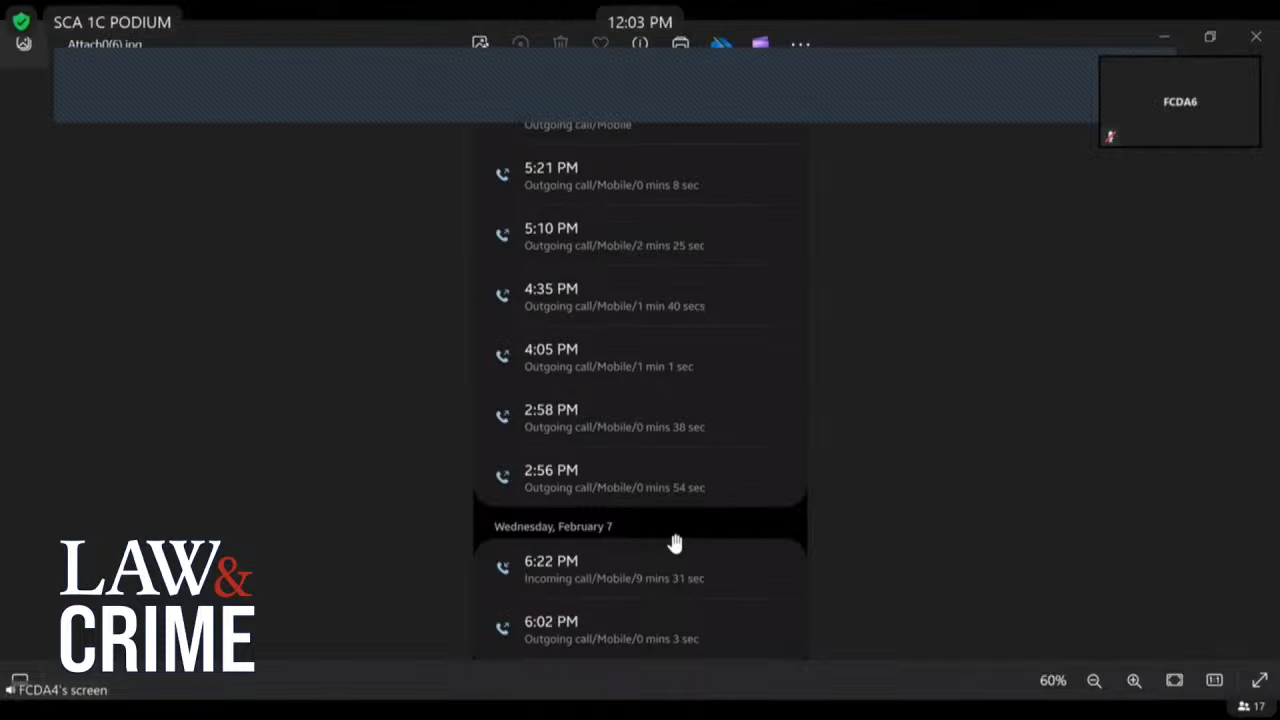 SCA 1C PODIUM
12:03 PM
Attach0(6).jpg
FCDA6
Outgoing call/Mobile
5:21 PM
Outgoing call/Mobile/0 mins 8 sec
5:10 PM
Outgoing call/Mobile/2 mins 25 sec
4:35 PM
Outgoing call/Mobile/1 min 40 secs
4:05 PM
Outgoing call/Mobile/1 min 1 sec
2:58 PM
Outgoing call/Mobile/0 mins 38 sec
2:56 PM
Outgoing call/Mobile/0 mins 54 sec
Wednesday, February 7
6:22 PM
Incoming call/Mobile/9 mins 31 sec
6:02 PM
Outgoing call/Mobile/0 mins 3 sec
LAW&
CRIME
60%
1:1
FCDA4's screen
17